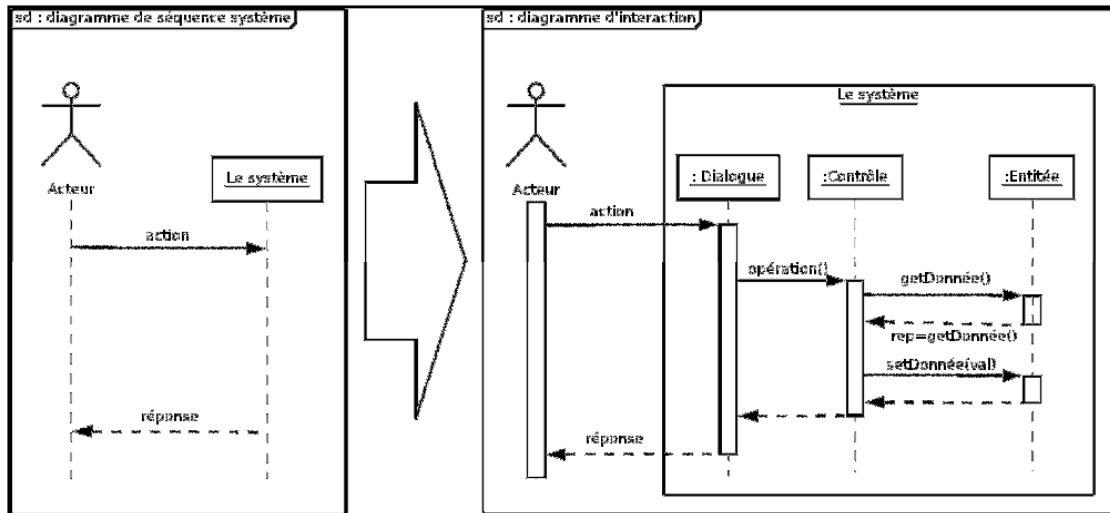 sd : diagramme de séquence système
Acteur
Le système
action
réponse
sd : diagramme d'interaction
Le système
Acteur
: Dialogue
:Contrôle
:Entitée
action
opération()
getDonnée()
rep=getDonnée()
setDonnée(val)
réponse